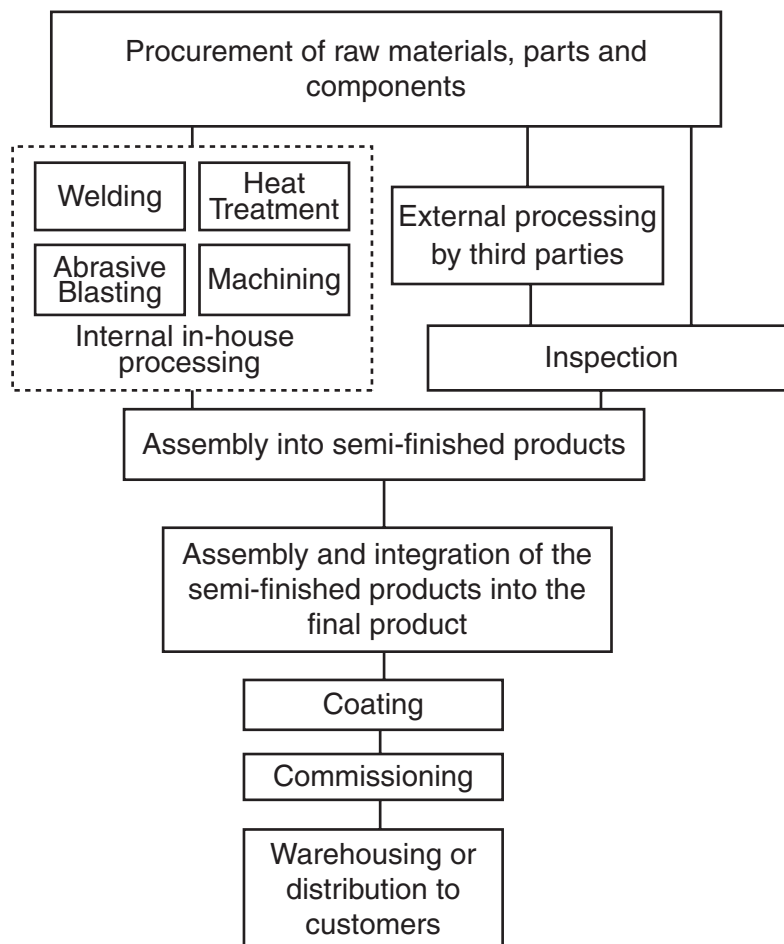 Procurement of raw materials, parts and
components
Welding
Heat
Treatment
Abrasive
Blasting
Machining
Internal in-house
processing
External processing
by third parties
Inspection
Assembly into semi-finished products
Assembly and integration of the
semi-finished products into the
final product
Coating
Commissioning
Warehousing or
distribution to
customers